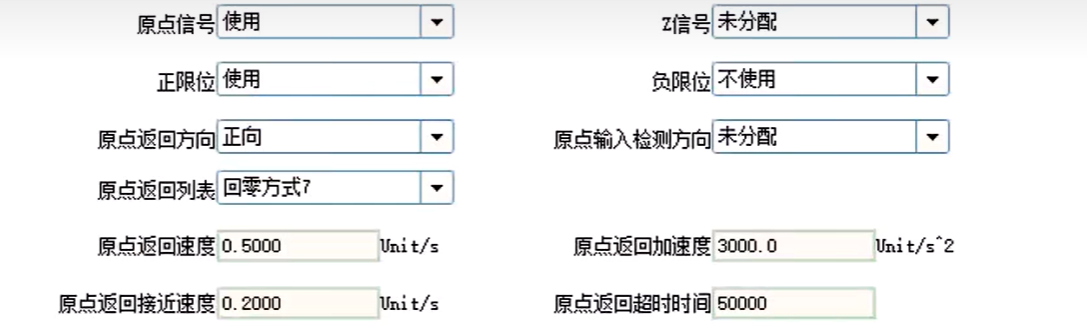 原点信号 使用 Z信号 未分配
正限位 使用 负限位 不使用
原点返回方向 正向 原点输入检测方向 未分配
原点返回列表 回零方式7
原点返回速度 0.5000 Unit/s 原点返回加速度 3000.0 Unit/s^2
原点返回接近速度 0.2000 Unit/s 原点返回超时时间 50000